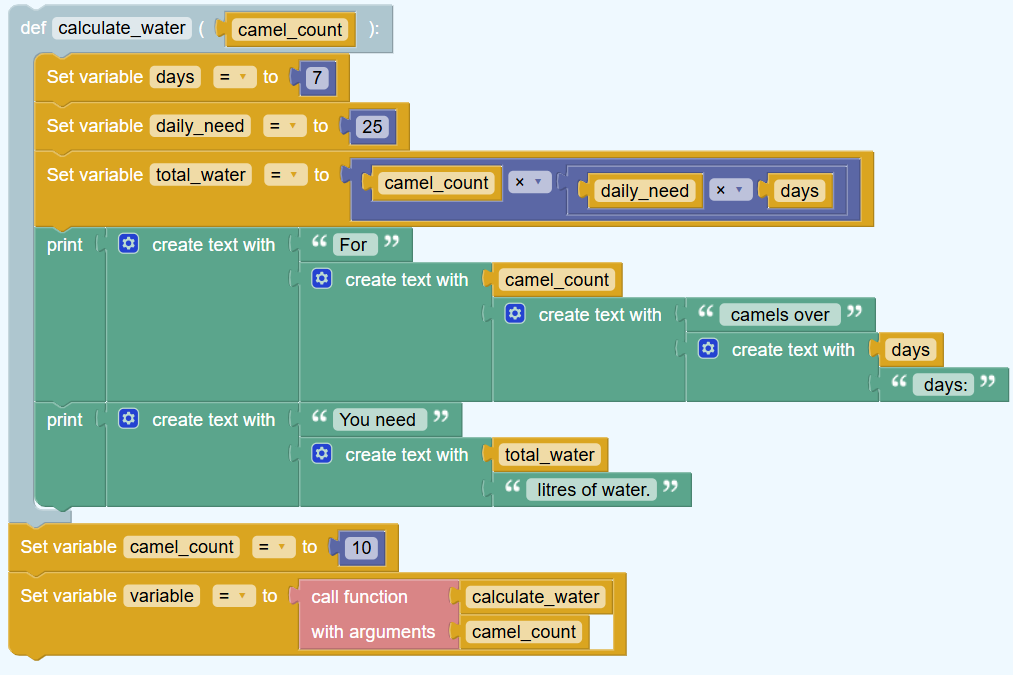 def calculate_water ( camel_count ):
Set variable days = to 7
Set variable daily_need = to 25
Set variable total_water = to camel_count × daily_need × days
print create text with “ For ”
create text with camel_count
create text with “ camels over ”
create text with days
“ days: ”
print create text with “ You need ”
create text with total_water
“ litres of water. ”
Set variable camel_count = to 10
Set variable variable = to call function calculate_water
with arguments camel_count